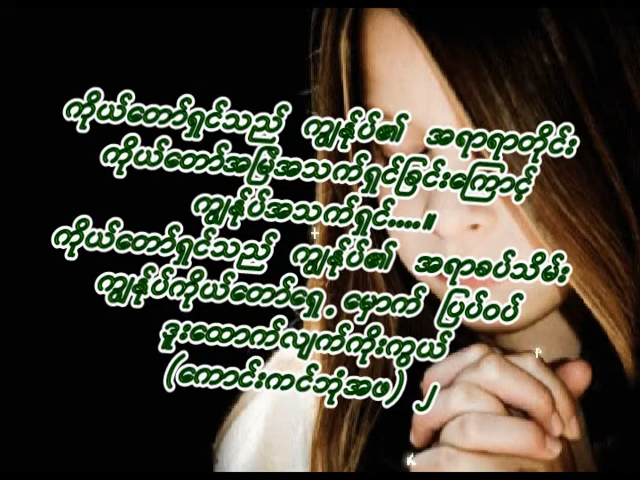 ကိုယ်တော်ရှင်သည် ကျွန်ုပ်၏ အရာရာတိုင်း
ကိုယ်တော်အမြဲအသက်ရှင်ခြင်းကြောင့်
ကျွန်ုပ်အသက်ရှင်....။
ကိုယ်တော်ရှင်သည် ကျွန်ုပ်၏ အရာခပ်သိမ်း
ကျွန်ုပ်ကိုယ်တော်ရှေ့မှောက် ပြပ်ဝပ်
ဒူးထောက်လျက်ကိုးကွယ်
(ကောင်းကင်ဘုံအဖ) ၂